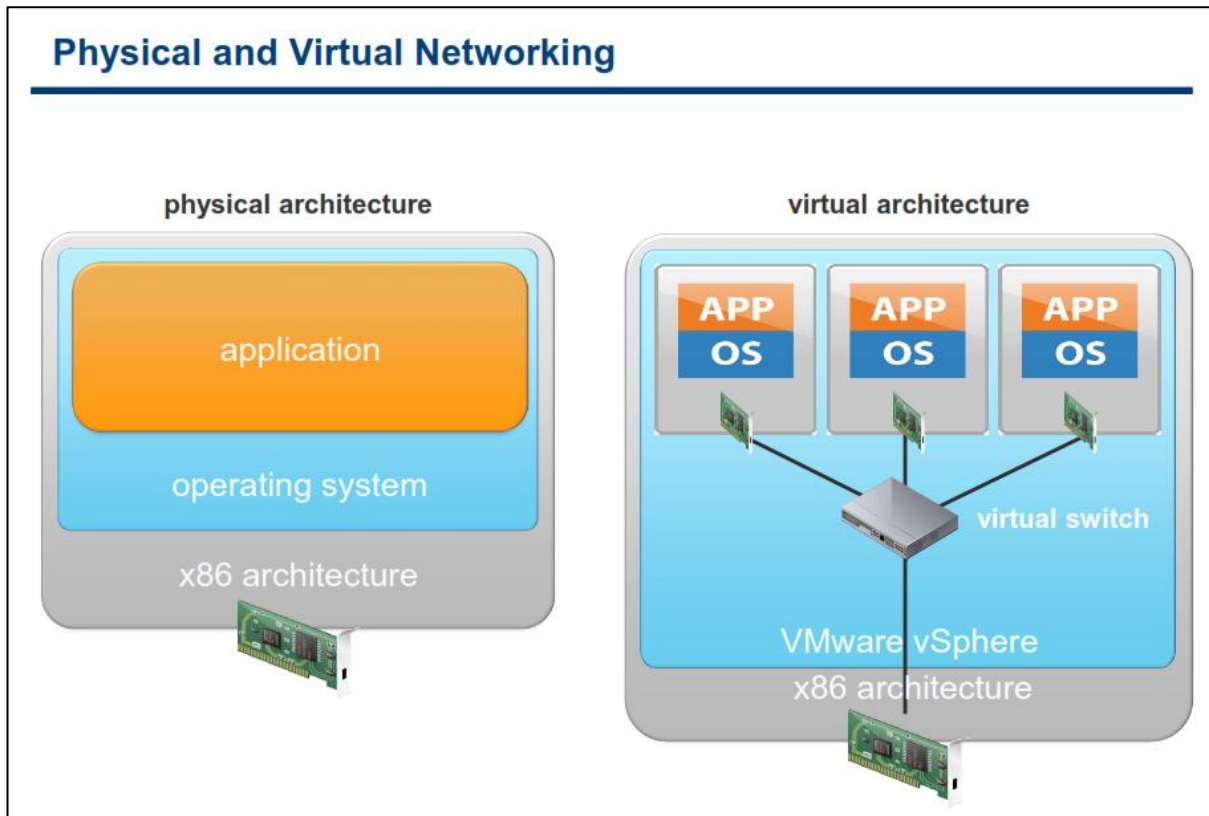 Physical and Virtual Networking
physical architecture
application
operating system
x86 architecture
virtual architecture
APP
OS
APP
OS
APP
OS
virtual switch
VMware vSphere
x86 architecture